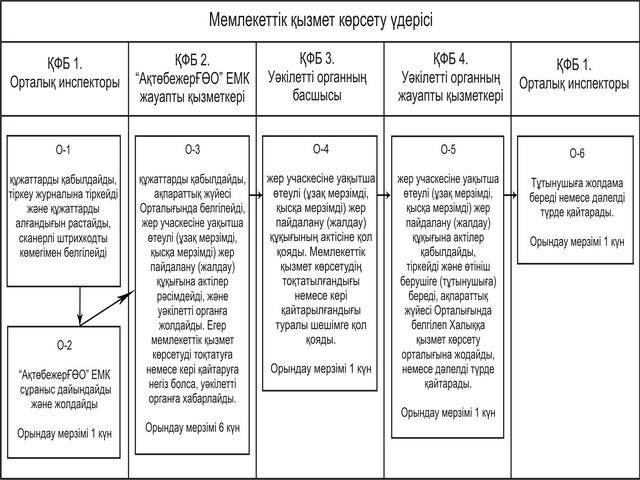 Мемлекеттік қызмет көрсету үдерісі
ҚФБ 1.
Орталық инспекторы
ҚФБ 2.
“АқтөбежерҒӨО” ЕМК
жауапты қызметкері
ҚФБ 3.
Уәкілетті органның
басшысы
ҚФБ 4.
Уәкілетті органның
жауапты қызметкері
ҚФБ 1.
Орталық инспекторы
О-1
құжаттарды қабылдайды,
тіркеу журналына тіркейді
және құжаттарды
алғандығын растайды,
сканерлі штрихкодты
көмегімен белгілейді
О-2
“АқтөбежерҒӨО” ЕМК
сұраныс дайындайды
және жолдайды
Орындау мерзімі 1 күн
О-3
құжаттарды қабылдайды,
ақпараттық жүйесі
Орталығында белгілейді,
жер учаскесіне уақытша
өтеулі (ұзақ мерзімді,
қысқа мерзімді) жер
пайдалану (жалдау)
құқығына актілер
рәсімдейді, және
уәкілетті органға
жолдайды. Егер
мемлекеттік қызмет
көрсетуді тоқтатуға
немесе кері қайтаруға
негіз болса, уәкілетті
органға хабарлайды.
Орындау мерзімі 6 күн
О-4
жер учаскесіне уақытша
өтеулі (ұзақ мерзімді,
қысқа мерзімді) жер
пайдалану (жалдау)
құқығының актісіне қол
қояды. Мемлекеттік
қызмет көрсетудің
тоқтатылғандығы
немесе кері
қайтарылғандығы
туралы шешімге қол
қояды.
Орындау мерзімі 1 күн
О-5
жер учаскесіне уақытша
өтеулі (ұзақ мерзімді,
қысқа мерзімді) жер
пайдалану (жалдау)
құқығына актілер
қабылдайды,
тіркейді және өтініш
берушіге (тұтынушыға)
береді, ақпараттық
жүйесі Орталығында
белгілеп Халыққа
қызмет көрсету
орталығына жодайды,
немесе дәлелді түрде
қайтарады.
Орындау мерзімі 1 күн
О-6
Тұтынушыға жолдама
береді немесе дәлелді
түрде қайтарады.
Орындау мерзімі 1 күн